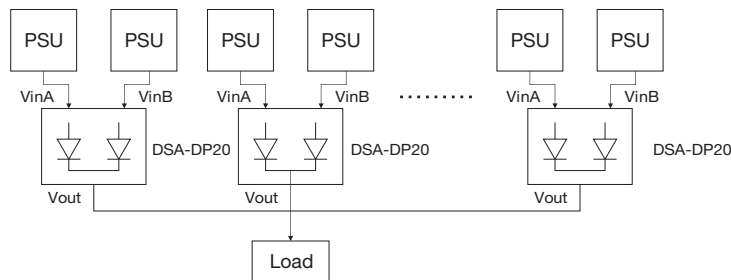 PSU PSU PSU PSU PSU PSU
VinA VinB VinA VinB VinA VinB
DSA-DP20 DSA-DP20 DSA-DP20
Vout Vout Vout
Load